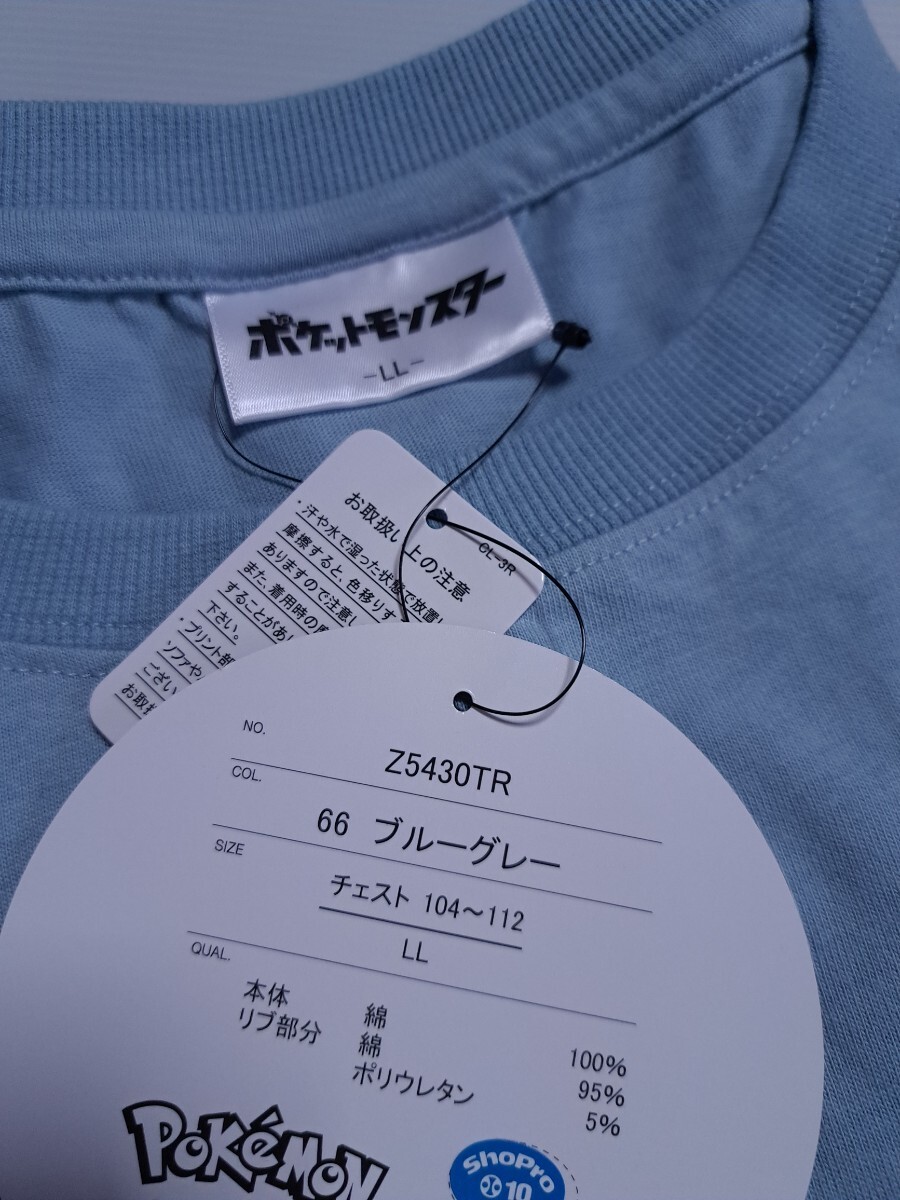 ポケットモンスター
-LL-
お取扱い上の注意
CL-3R
・汗や水で湿った状態で放置し
摩擦すると、色移りす
ありますので注意し
また、着用時の
することがあり
下さい。
・プリント部
ソファや
ござい
お取扱
NO.
Z5430TR
COL.
66 ブルーグレー
SIZE
チェスト 104～112
LL
QUAL.
本体 綿 100%
リブ部分 綿 95%
ポリウレタン 5%
POKÉMON
ShoPro
10